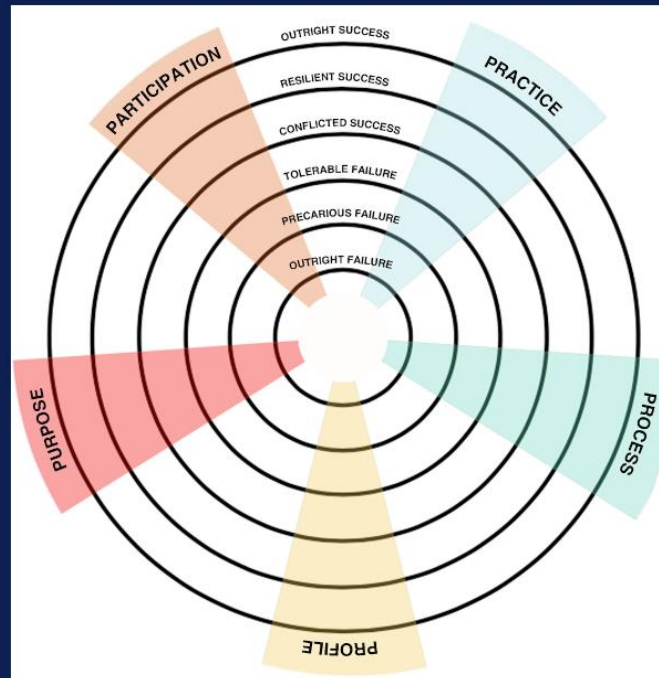 OUTRIGHT SUCCESS
RESILIENT SUCCESS
CONFLICTED SUCCESS
TOLERABLE FAILURE
PRECARIOUS FAILURE
OUTRIGHT FAILURE
PARTICIPATION
PRACTICE
PROCESS
PROFILE
PURPOSE